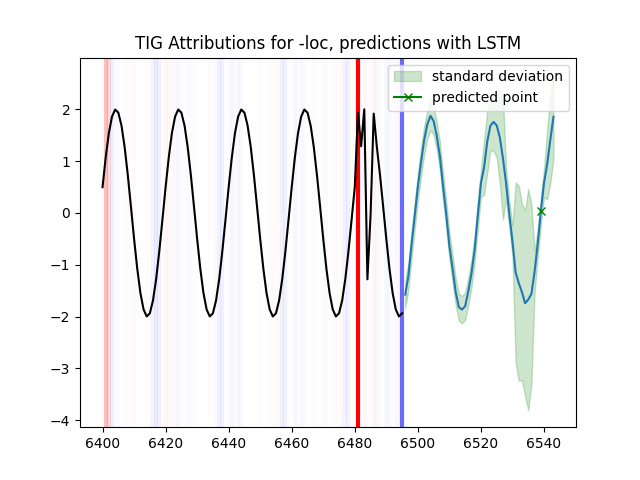 TIG Attributions for -loc, predictions with LSTM
standard deviation
predicted point
2
1
0
−1
−2
−3
−4
6400 6420 6440 6460 6480 6500 6520 6540